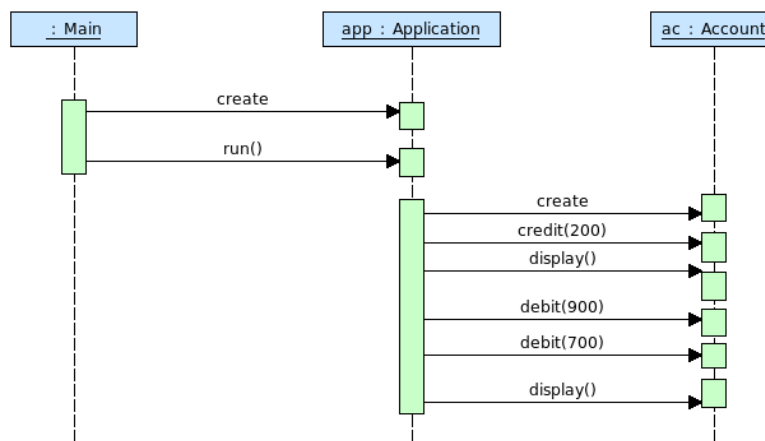 : Main
app : Application
ac : Account
create
run()
create
credit(200)
display()
debit(900)
debit(700)
display()